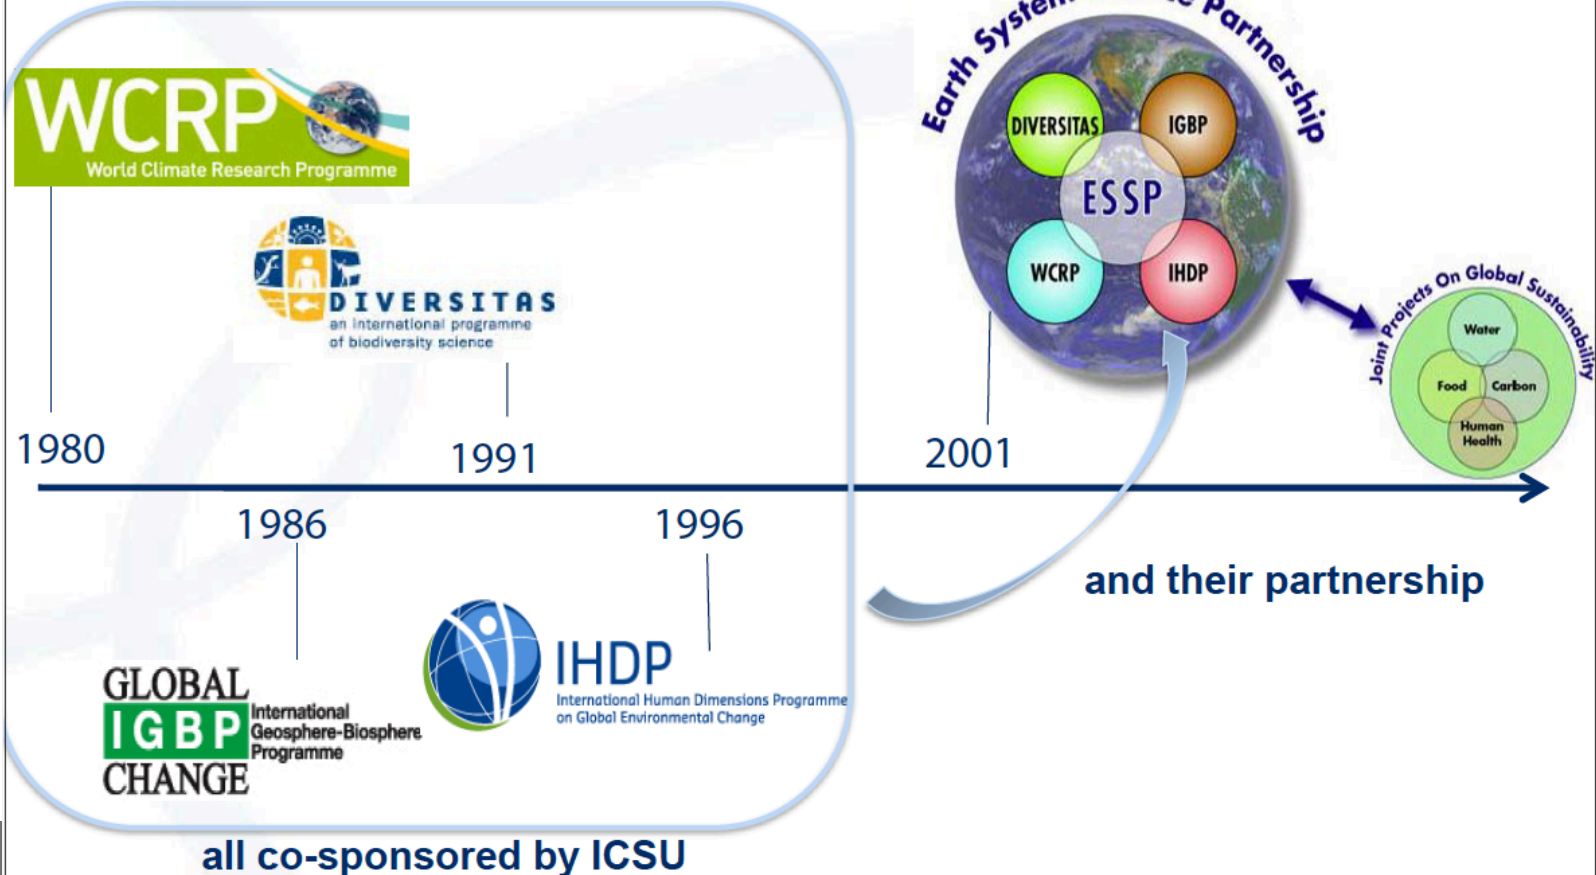 WCRP
World Climate Research Programme
DIVERSITAS
an international programme
of biodiversity science
1980
1991
1986
1996
GLOBAL
IGBP
CHANGE
International
Geosphere-Biosphere
Programme
IHDP
International Human Dimensions Programme
on Global Environmental Change
all co-sponsored by ICSU
Earth System Partnership
DIVERSITAS
IGBP
ESSP
WCRP
IHDP
2001
Joint Projects On Global Sustainability
Water
Food
Carbon
Human
Health
and their partnership